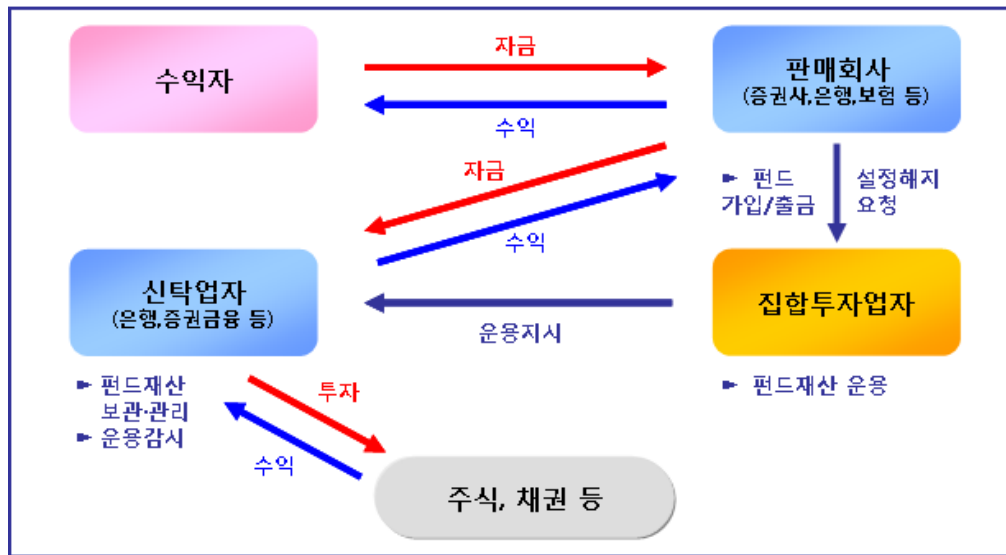 수익자
자금
수익
판매회사
(증권사,은행,보험 등)
자금
수익
► 펀드
가입/출금
설정해지
요청
신탁업자
(은행,증권금융 등)
운용지시
집합투자업자
► 펀드재산
보관·관리
► 운용감시
투자
수익
► 펀드재산 운용
주식, 채권 등